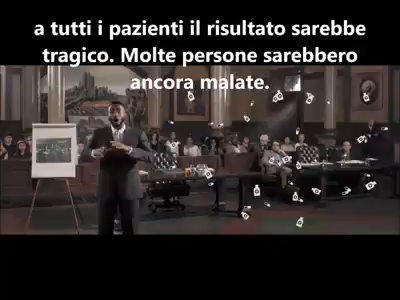 a tutti i pazienti il risultato sarebbe
tragico. Molte persone sarebbero
ancora malate.